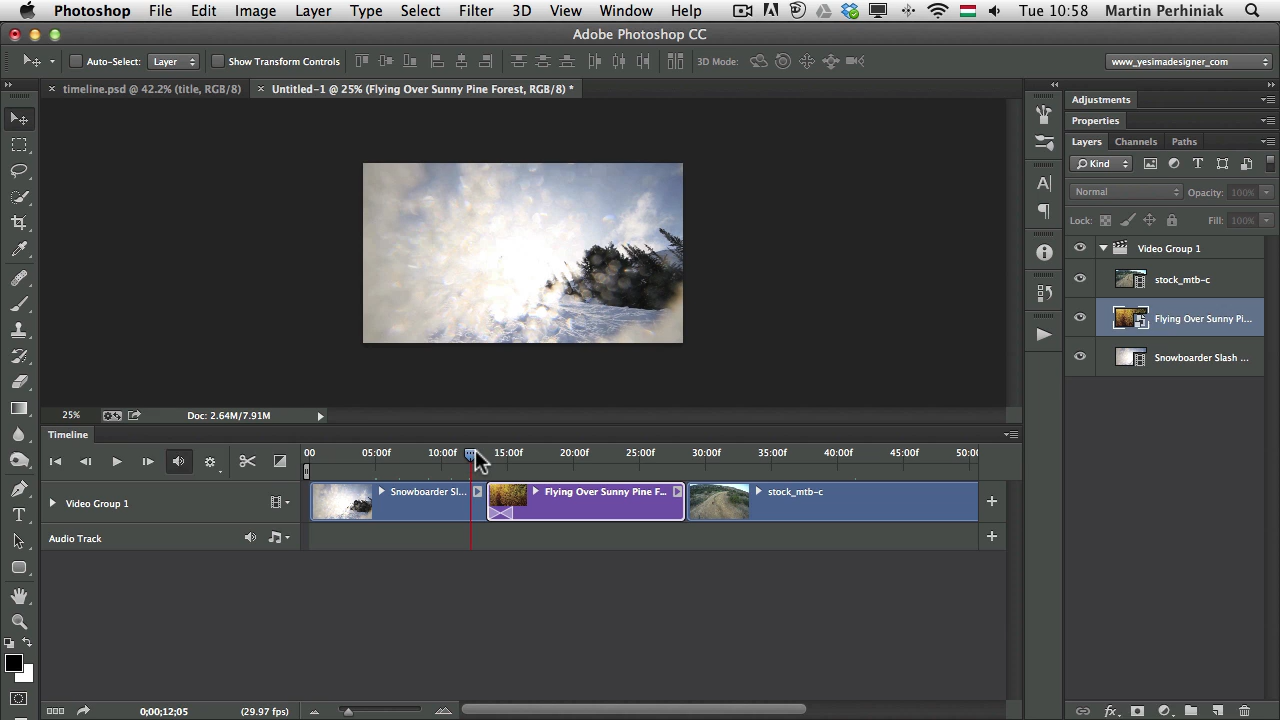 Photoshop File Edit Image Layer Type Select Filter 3D View Window Help Tue 10:58 Martin Perhiniak
Adobe Photoshop CC
Auto-Select: Layer Show Transform Controls 3D Mode: www_yesimadesigner_com
timeline.psd @ 42.2% (title, RGB/8) Untitled-1 @ 25% (Flying Over Sunny Pine Forest, RGB/8) *
Adjustments
Properties
Layers Channels Paths
Kind
Normal Opacity: 100%
Lock: Fill: 100%
Video Group 1
stock_mtb-c
Flying Over Sunny Pi...
Snowboarder Slash ...
25% Doc: 2.64M/7.91M
Timeline
00 05:00f 10:00f 15:00f 20:00f 25:00f 30:00f 35:00f 40:00f 45:00f 50:00
Video Group 1 Snowboarder Sl... Flying Over Sunny Pine F... stock_mtb-c
Audio Track
0;00;12;05 (29.97 fps)